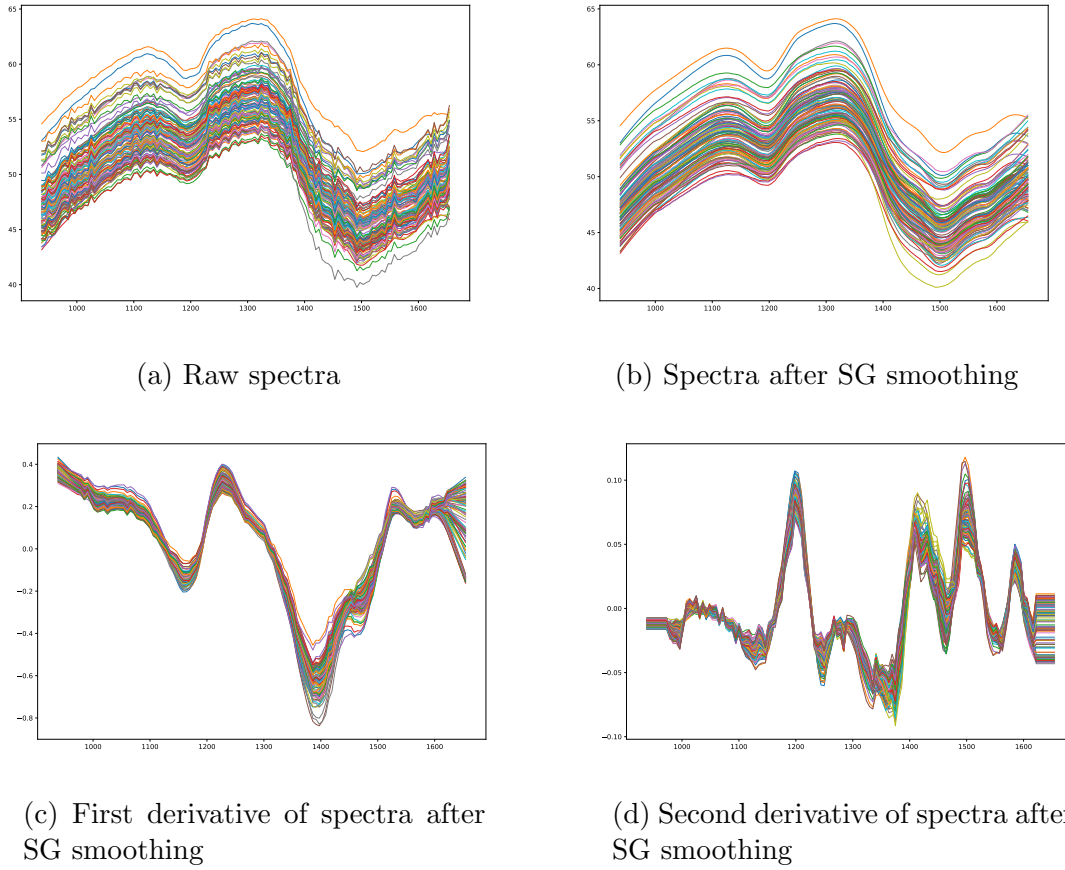 65
60
55
50
45
40
1000 1100 1200 1300 1400 1500 1600
65
60
55
50
45
40
1000 1100 1200 1300 1400 1500 1600
(a) Raw spectra
(b) Spectra after SG smoothing
0.4
0.2
0.0
−0.2
−0.4
−0.6
−0.8
1000 1100 1200 1300 1400 1500 1600
0.10
0.05
0.00
−0.05
−0.10
1000 1100 1200 1300 1400 1500 1600
(c) First derivative of spectra after
SG smoothing
(d) Second derivative of spectra after
SG smoothing